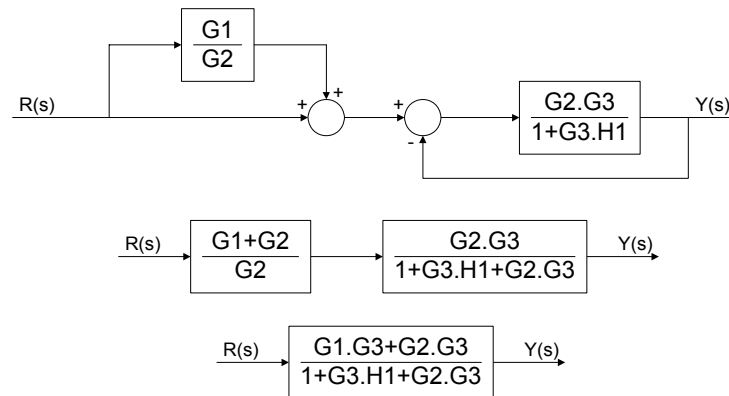 G1
G2
R(s)
+
+
+
-
G2.G3
1+G3.H1
Y(s)
R(s)
G1+G2
G2
G2.G3
1+G3.H1+G2.G3
Y(s)
R(s)
G1.G3+G2.G3
1+G3.H1+G2.G3
Y(s)